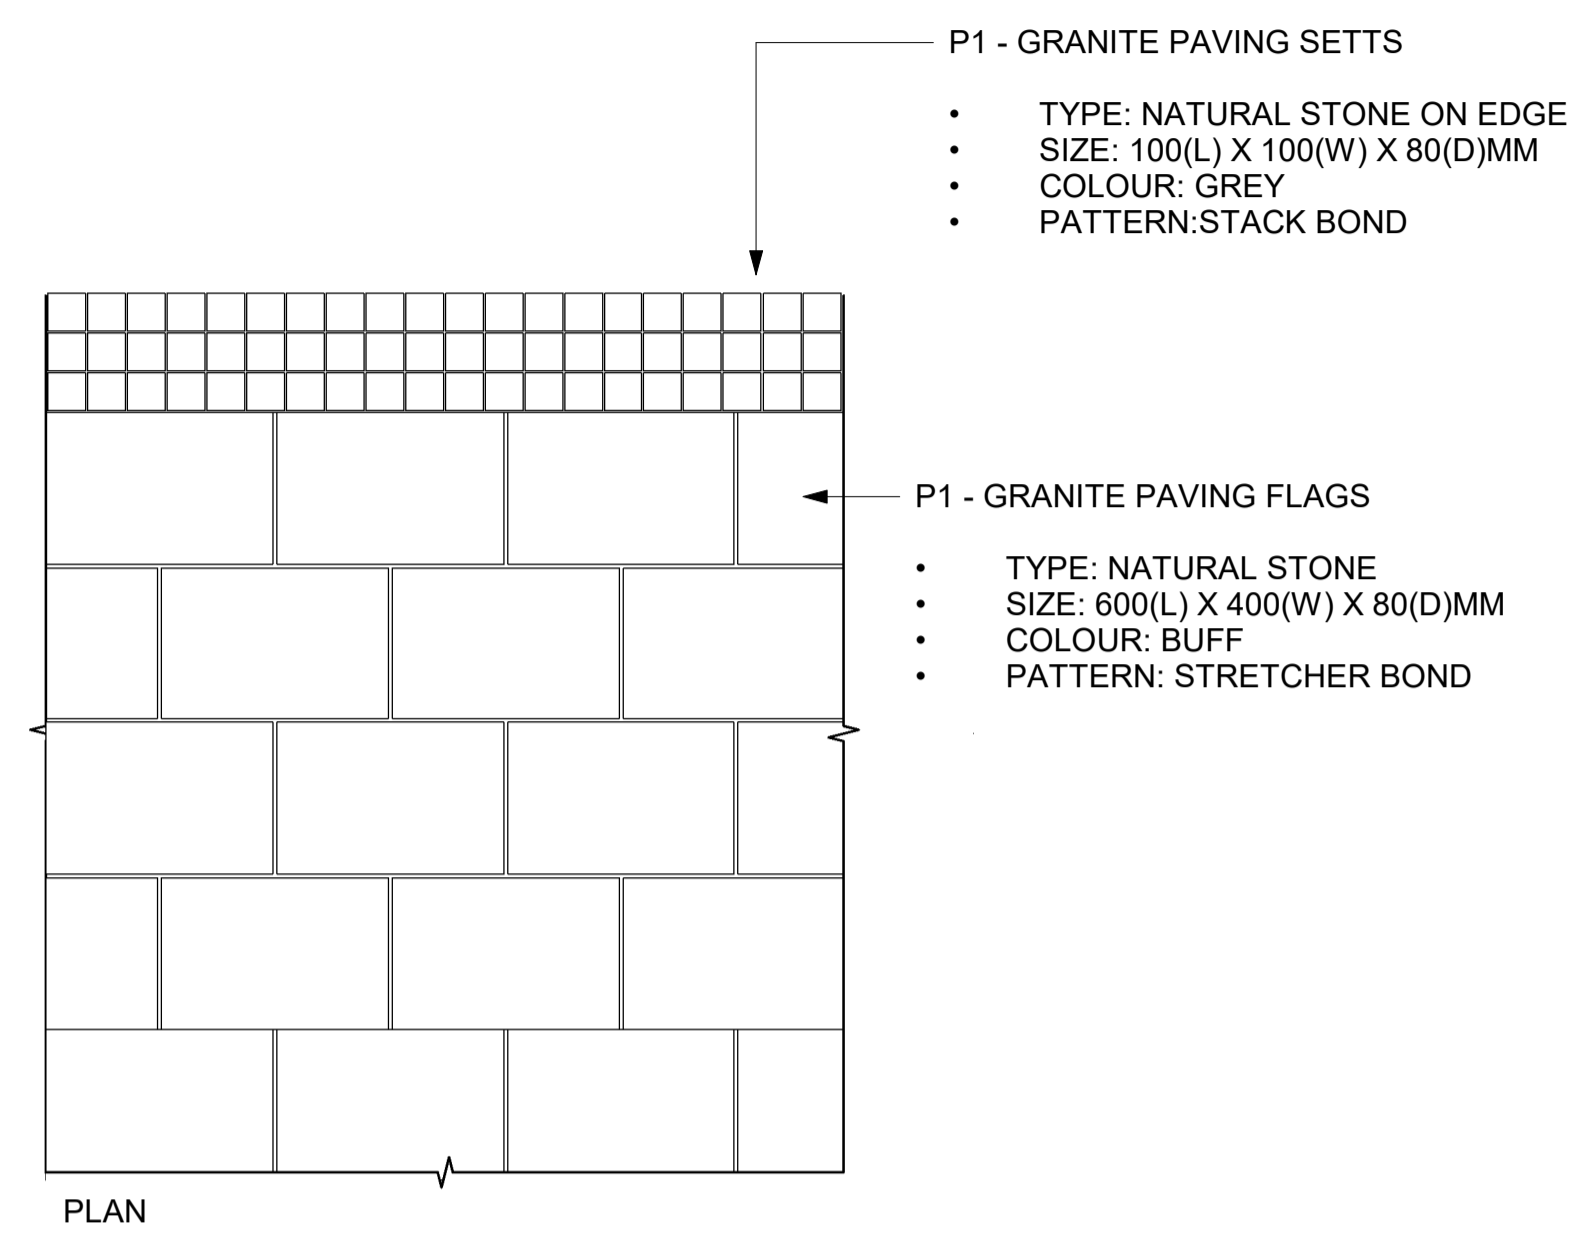 P1 - GRANITE PAVING SETTS
• TYPE: NATURAL STONE ON EDGE
• SIZE: 100(L) X 100(W) X 80(D)MM
• COLOUR: GREY
• PATTERN:STACK BOND
P1 - GRANITE PAVING FLAGS
• TYPE: NATURAL STONE
• SIZE: 600(L) X 400(W) X 80(D)MM
• COLOUR: BUFF
• PATTERN: STRETCHER BOND
PLAN